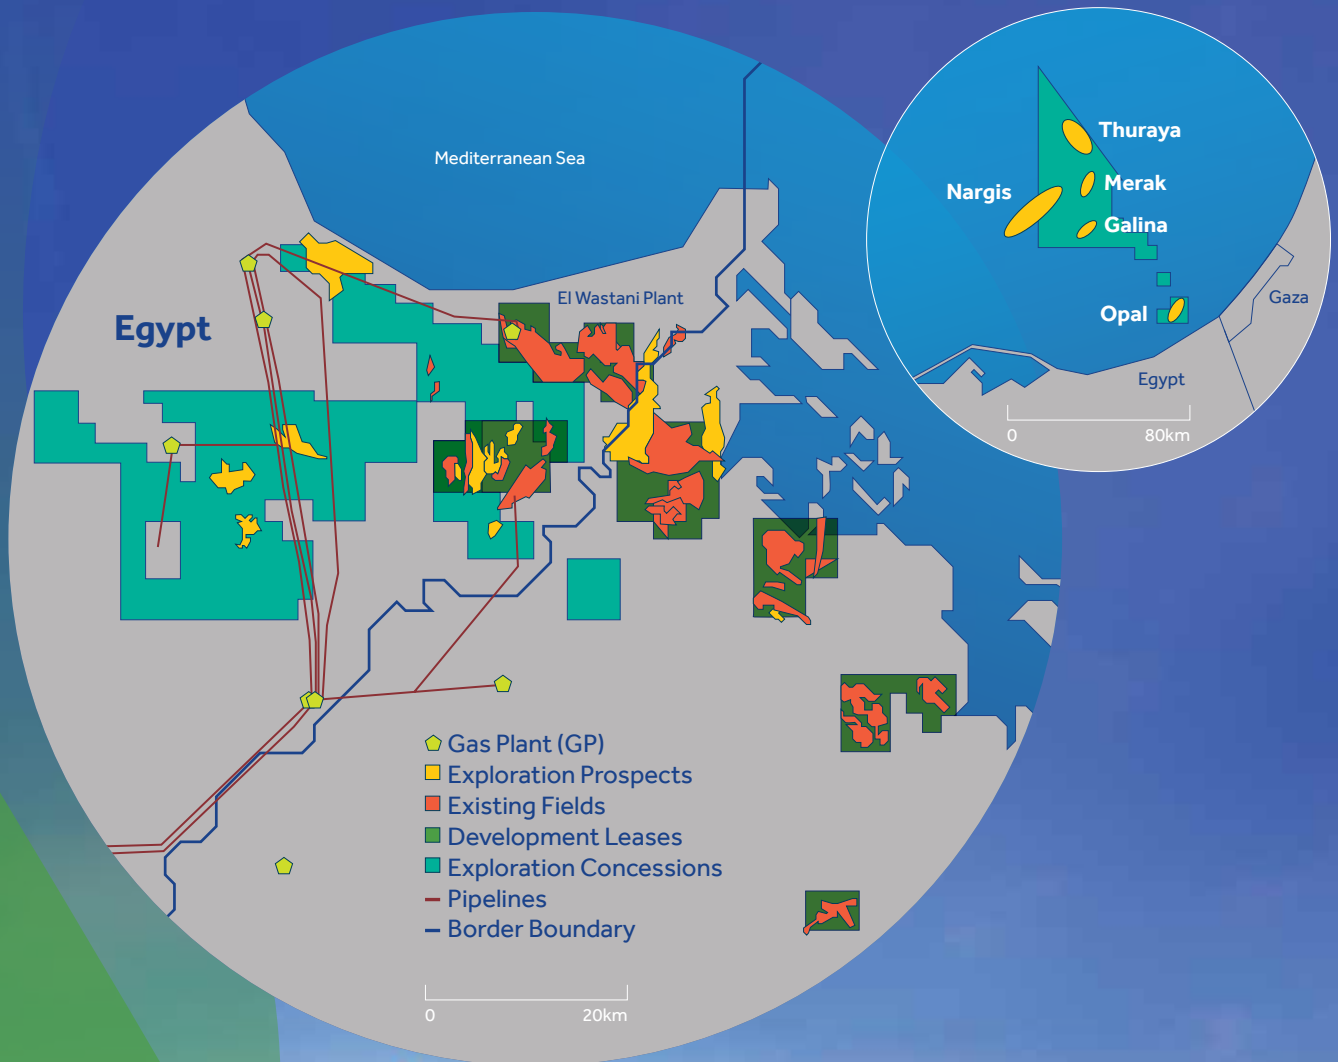 Mediterranean Sea
El Wastani Plant
Egypt
Gas Plant (GP)
Exploration Prospects
Existing Fields
Development Leases
Exploration Concessions
Pipelines
Border Boundary
0 20km
Thuraya
Merak
Nargis
Galina
Gaza
Opal
Egypt
0 80km